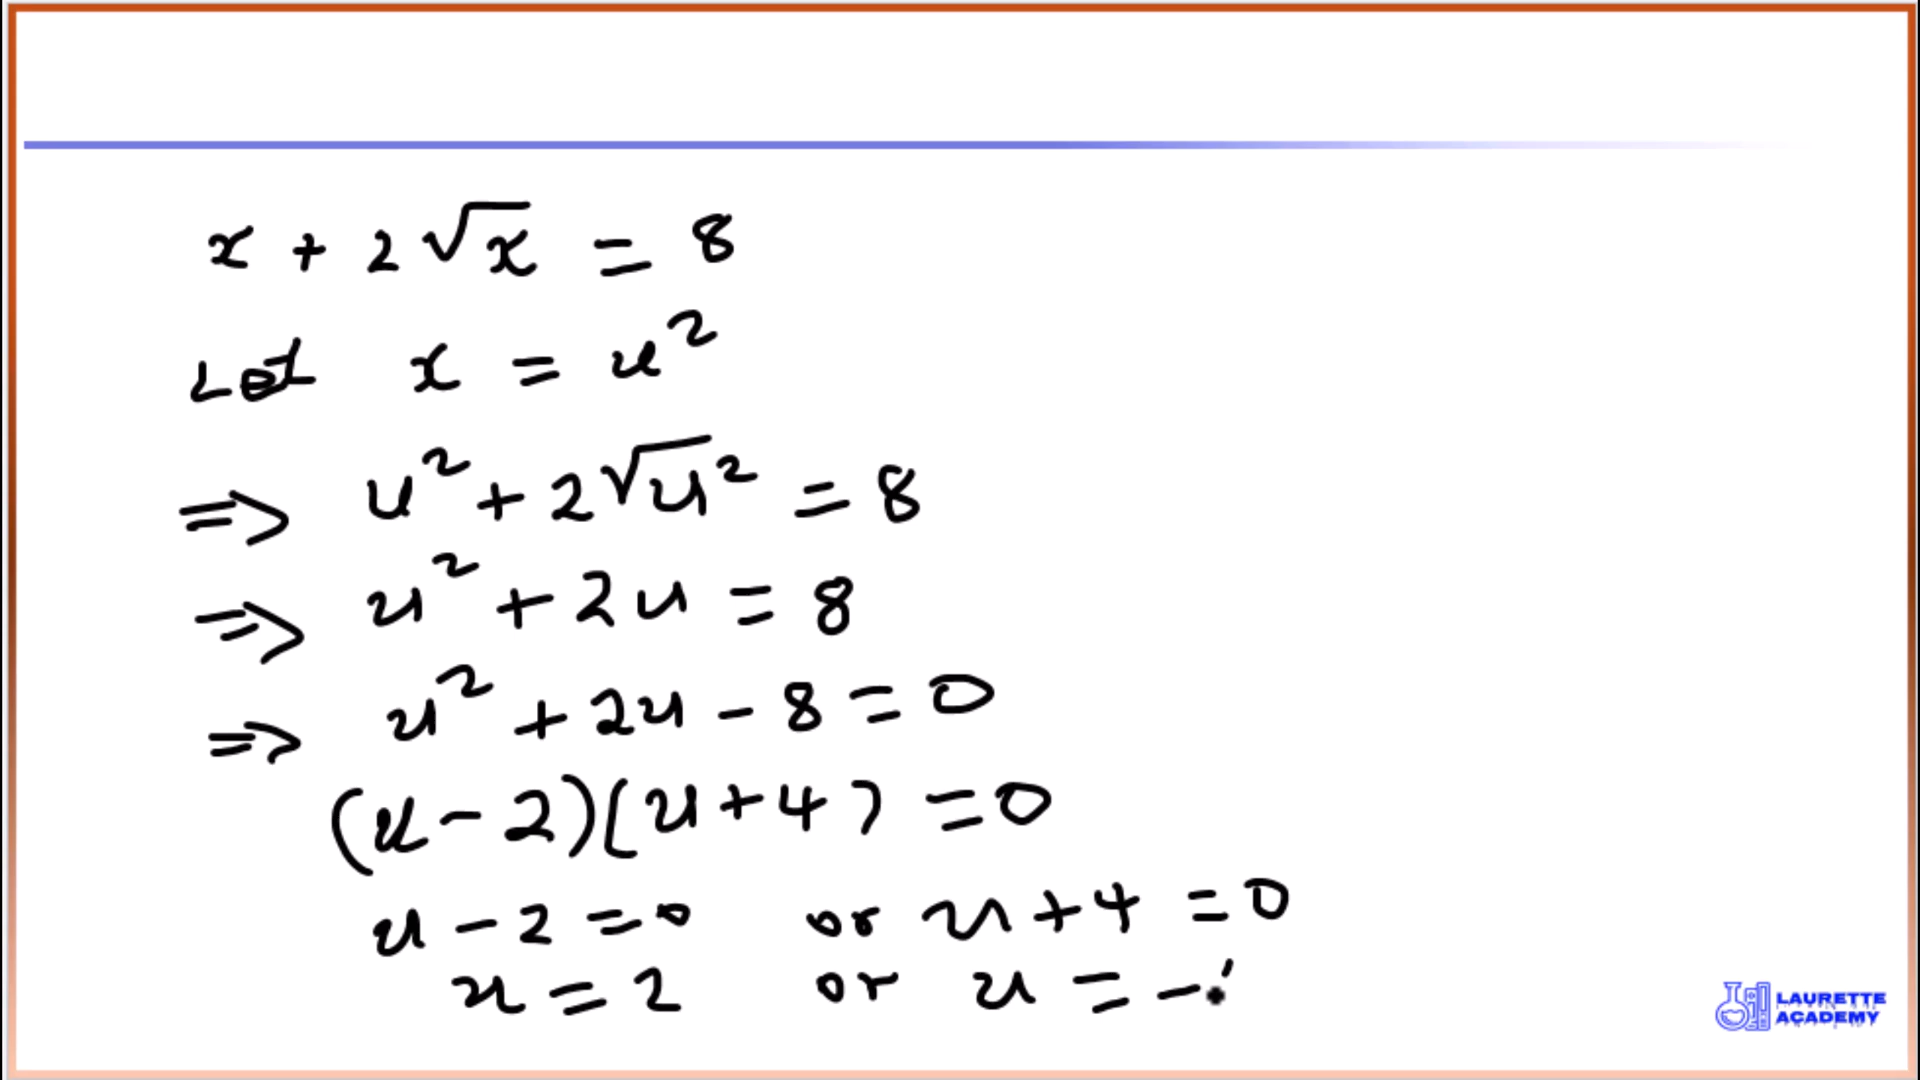 x + 2√x = 8
Let x = u²
=> u² + 2√u² = 8
=> u² + 2u = 8
=> u² + 2u - 8 = 0
(u - 2)(u + 4) = 0
u - 2 = 0 or u + 4 = 0
u = 2 or u = -
LAURETTE
ACADEMY